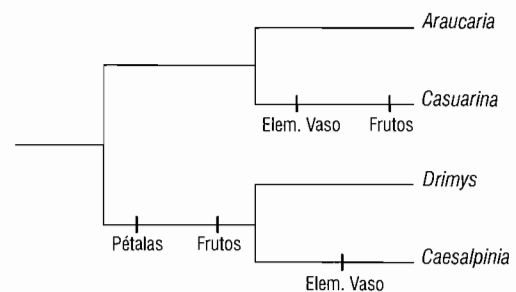 Araucaria
Casuarina
Elem. Vaso Frutos
Drimys
Pétalas Frutos
Caesalpinia
Elem. Vaso